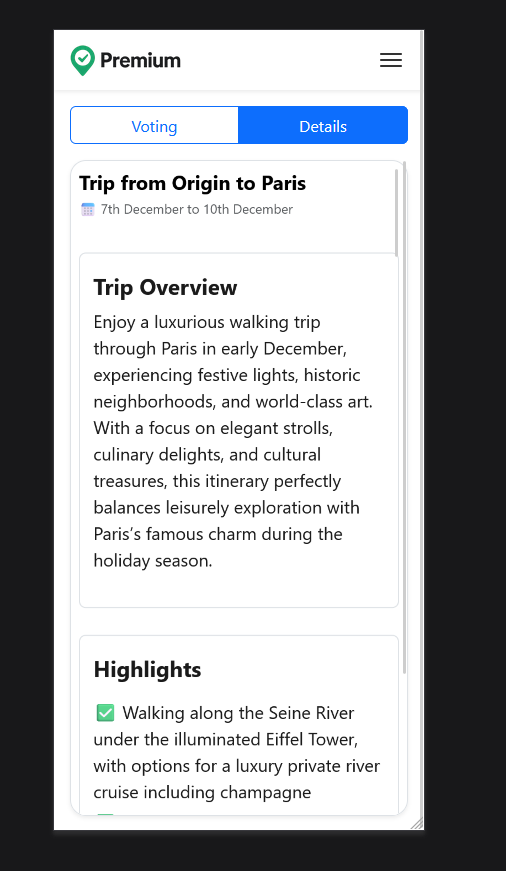 Premium
Voting
Details
Trip from Origin to Paris
7th December to 10th December
Trip Overview
Enjoy a luxurious walking trip
through Paris in early December,
experiencing festive lights, historic
neighborhoods, and world-class art.
With a focus on elegant strolls,
culinary delights, and cultural
treasures, this itinerary perfectly
balances leisurely exploration with
Paris’s famous charm during the
holiday season.
Highlights
✅ Walking along the Seine River
under the illuminated Eiffel Tower,
with options for a luxury private river
cruise including champagne